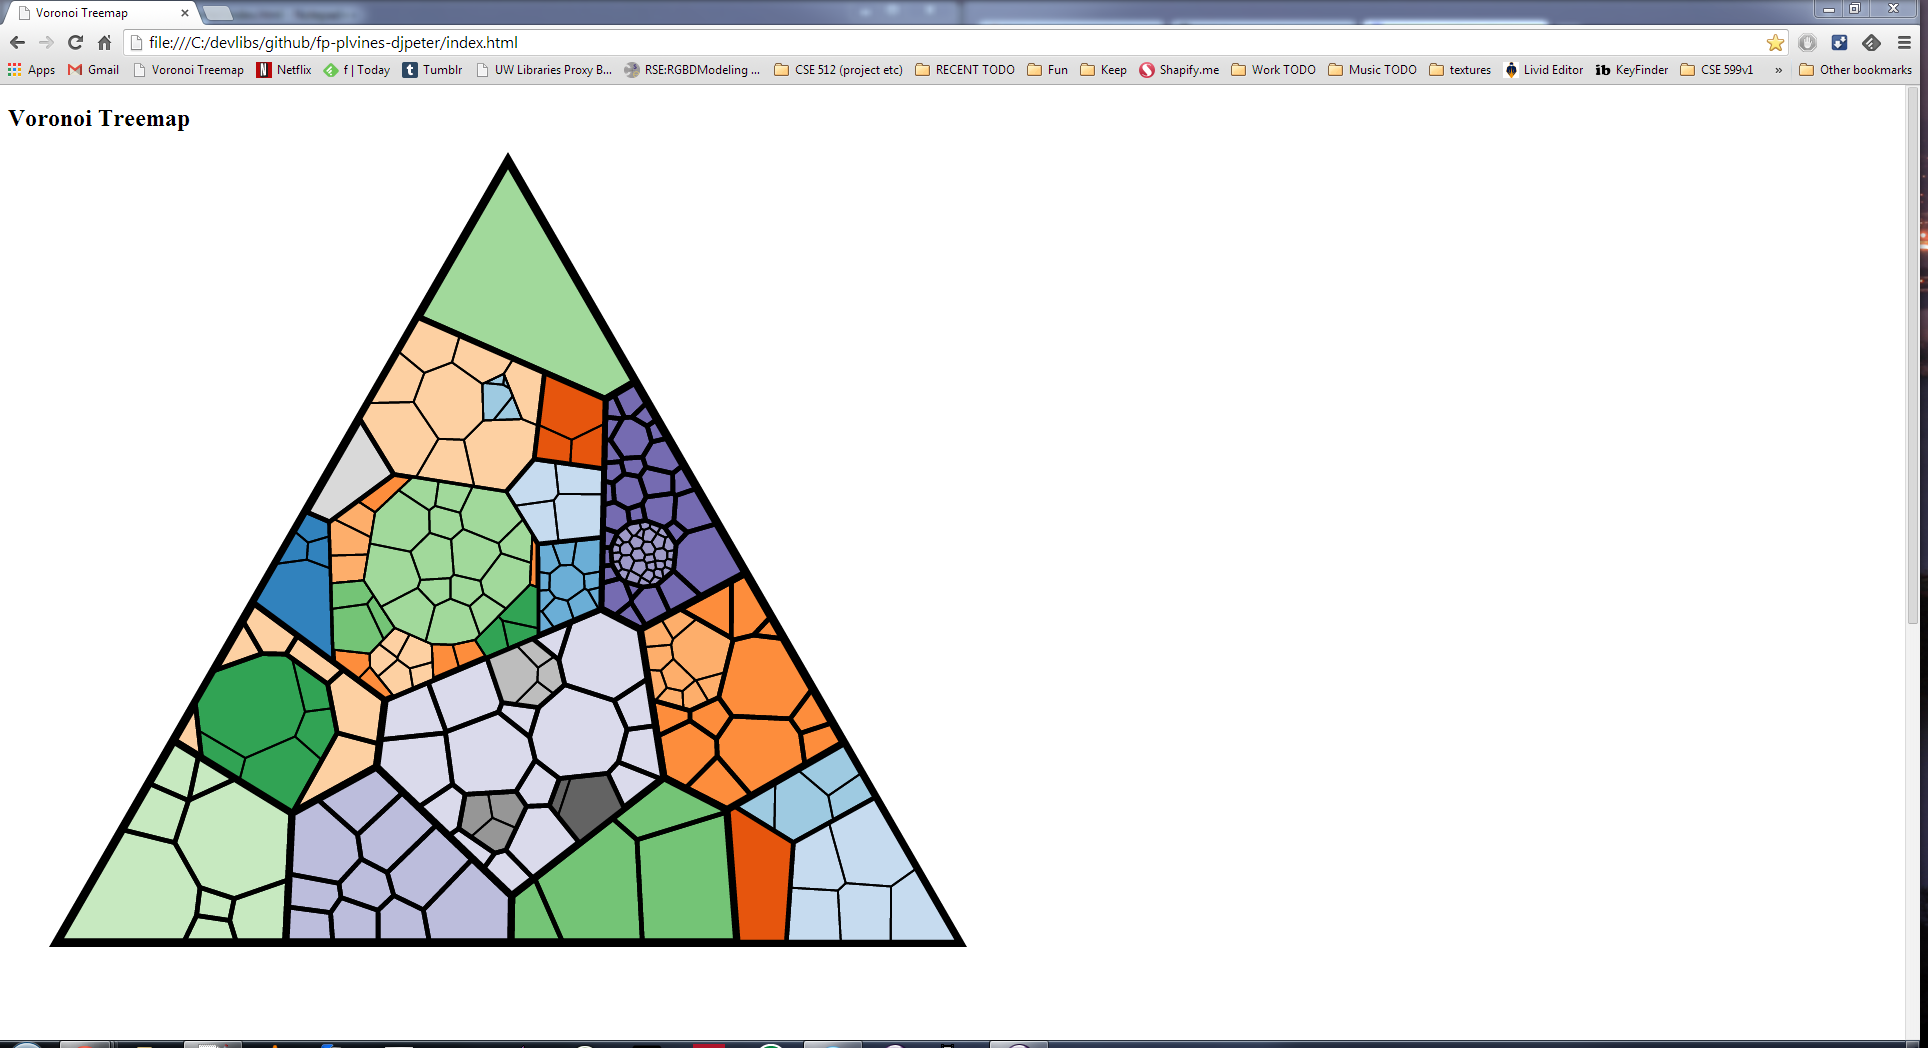 Voronoi Treemap
file:///C:/devlibs/github/fp-plvines-djpeter/index.html
Apps Gmail Voronoi Treemap Netflix f | Today Tumblr UW Libraries Proxy B... RSE:RGBDModeling ... CSE 512 (project etc) RECENT TODO Fun Keep Shapify.me Work TODO Music TODO textures Livid Editor KeyFinder CSE 599v1 » Other bookmarks
Voronoi Treemap